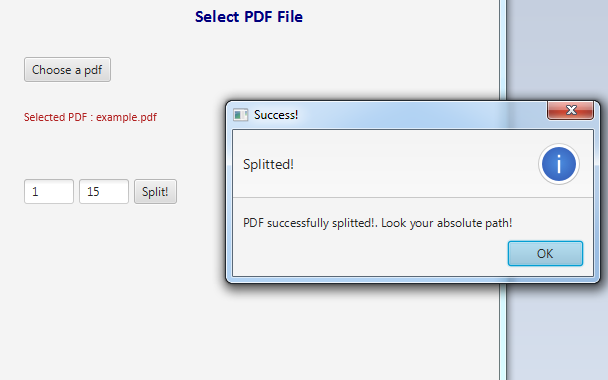 Select PDF File
Choose a pdf
Selected PDF : example.pdf
1 15 Split!
Success!
Splitted!
i
PDF successfully splitted!. Look your absolute path!
OK